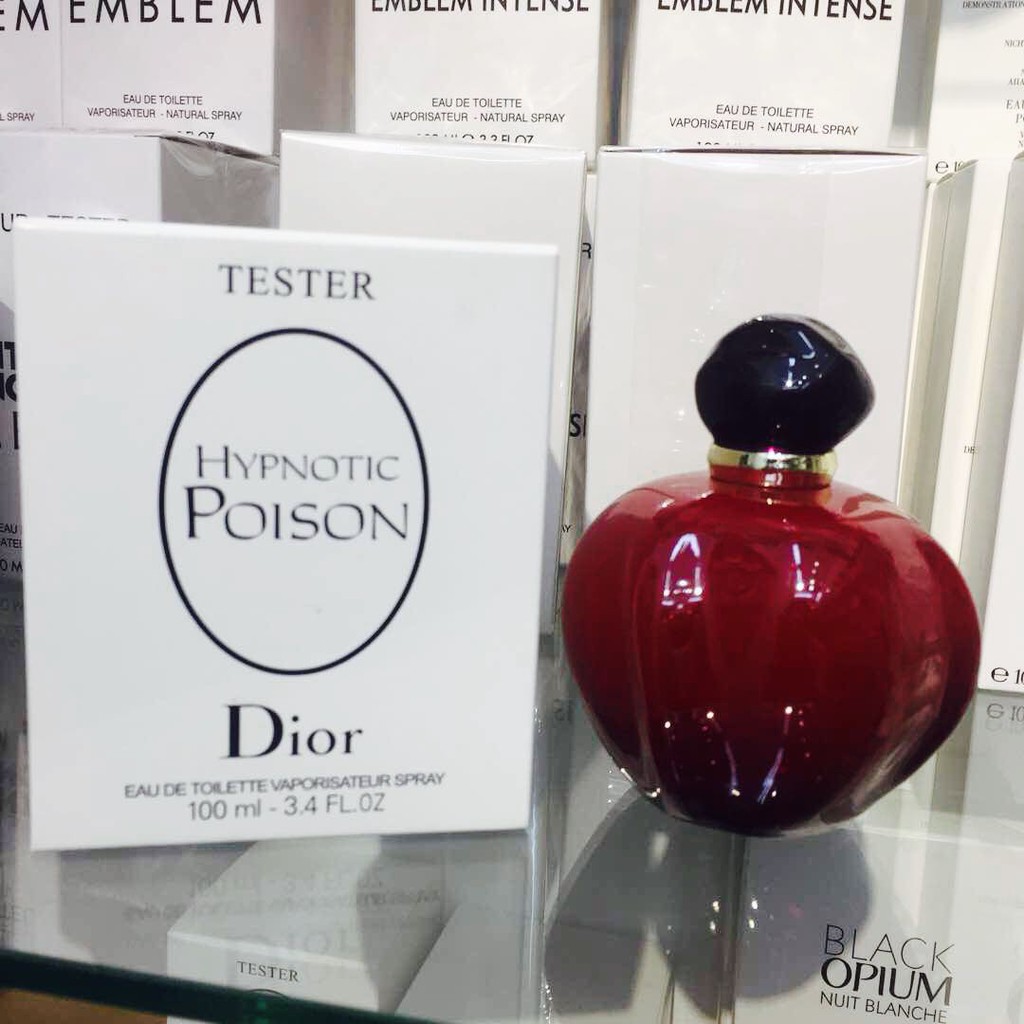 EMBLEM
EAU DE TOILETTE
VAPORISATEUR - NATURAL SPRAY
EMBLEM INTENSE
EAU DE TOILETTE
VAPORISATEUR - NATURAL SPRAY
EMBLEM INTENSE
EAU DE TOILETTE
VAPORISATEUR - NATURAL SPRAY
TESTER
HYPNOTIC
POISON
Dior
EAU DE TOILETTE VAPORISATEUR SPRAY
100 ml - 3.4 FL.OZ
TESTER
BLACK
OPIUM
NUIT BLANCHE